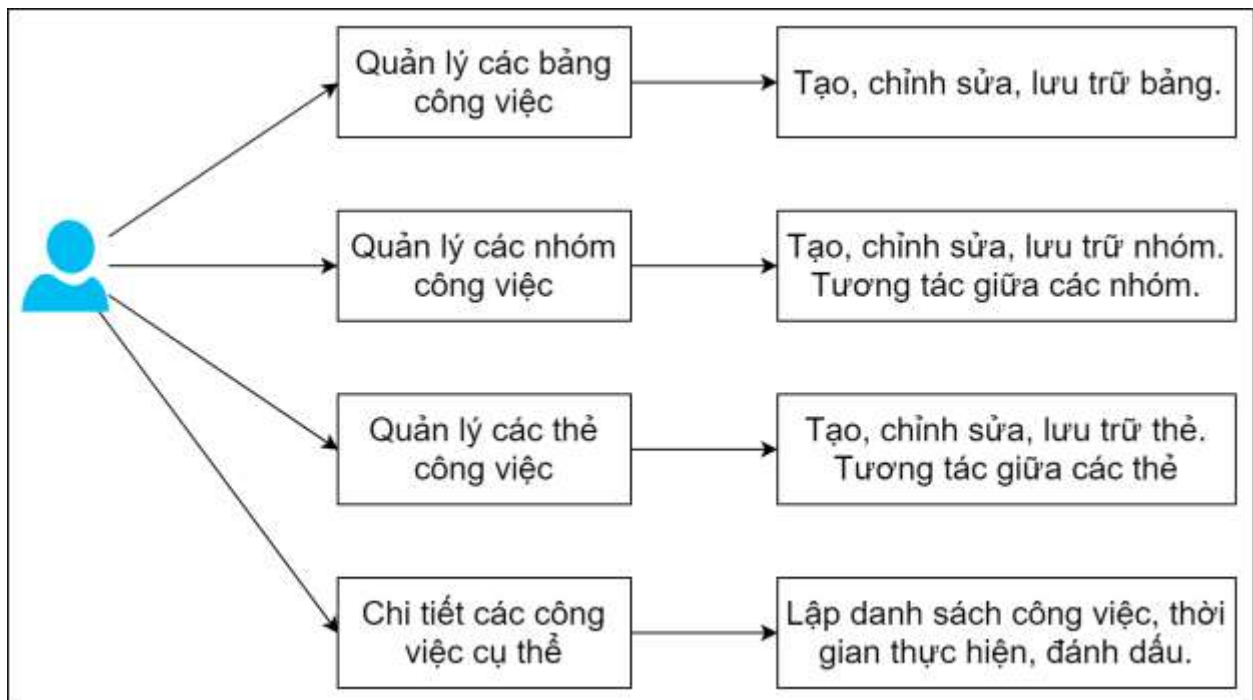 Quản lý các bảng
công việc
Tạo, chỉnh sửa, lưu trữ bảng.
Quản lý các nhóm
công việc
Tạo, chỉnh sửa, lưu trữ nhóm.
Tương tác giữa các nhóm.
Quản lý các thẻ
công việc
Tạo, chỉnh sửa, lưu trữ thẻ.
Tương tác giữa các thẻ
Chi tiết các công
việc cụ thể
Lập danh sách công việc, thời
gian thực hiện, đánh dấu.